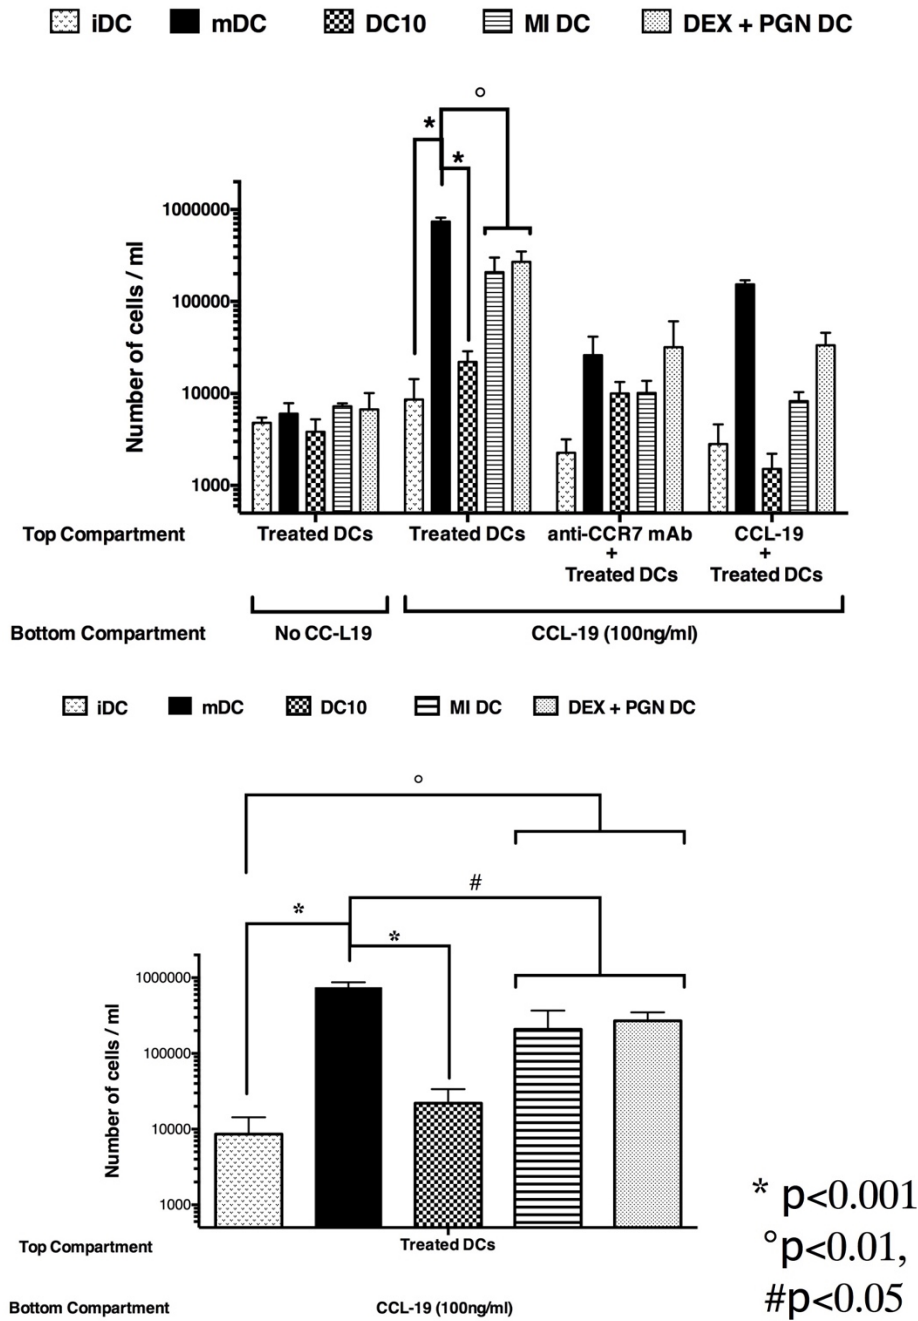 iDC mDC DC10 MI DC DEX + PGN DC
°
*
*
1000000
100000
10000
1000
Number of cells / ml
Top Compartment Treated DCs Treated DCs anti-CCR7 mAb CCL-19
+ +
Treated DCs Treated DCs
Bottom Compartment No CC-L19 CCL-19 (100ng/ml)
iDC mDC DC10 MI DC DEX + PGN DC
°
#
*
*
1000000
100000
10000
1000
Number of cells / ml
Top Compartment Treated DCs
Bottom Compartment CCL-19 (100ng/ml)
* p<0.001
°p<0.01,
#p<0.05